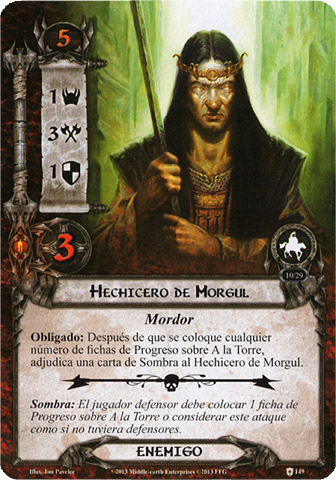 5
1
3
1
3
10/29
HECHICERO DE MORGUL
Mordor
Obligado: Después de que se coloque cualquier
número de fichas de Progreso sobre A la Torre,
adjudica una carta de Sombra al Hechicero de Morgul.
Sombra: El jugador defensor debe colocar 1 ficha de
Progreso sobre A la Torre o considerar este ataque
como si no tuviera defensores.
ENEMIGO
Illus. Jon Paveler
©2013 Middle-earth Enterprises ©2013 FFG
149